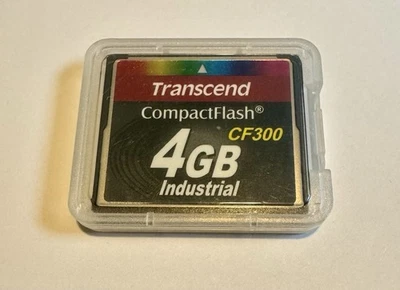 Transcend
CompactFlash®
CF300
4GB
Industrial